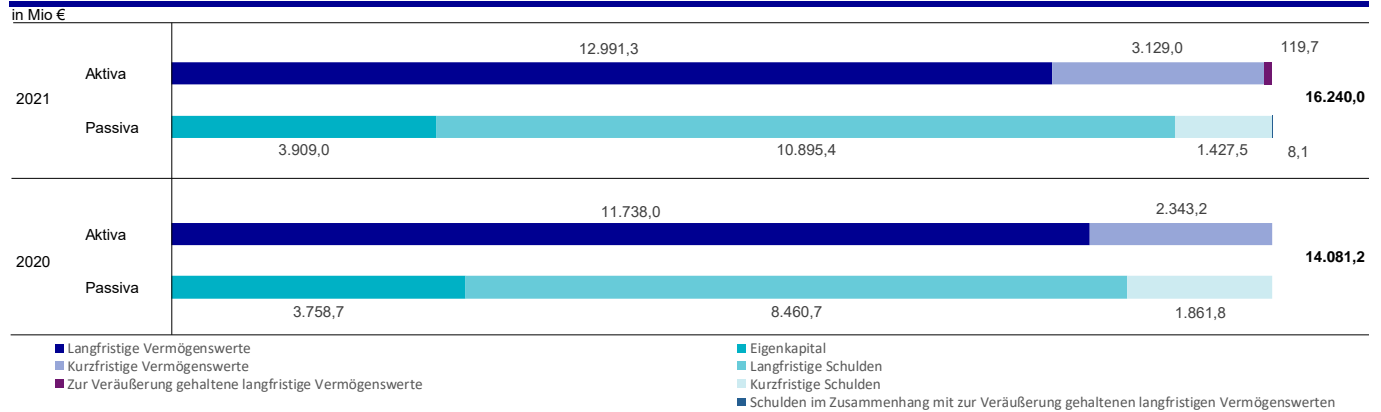 in Mio €
12.991,3 3.129,0 119,7
Aktiva
2021 16.240,0
Passiva
3.909,0 10.895,4 1.427,5 8,1
11.738,0 2.343,2
Aktiva
2020 14.081,2
Passiva
3.758,7 8.460,7 1.861,8
Langfristige Vermögenswerte
Kurzfristige Vermögenswerte
Zur Veräußerung gehaltene langfristige Vermögenswerte
Eigenkapital
Langfristige Schulden
Kurzfristige Schulden
Schulden im Zusammenhang mit zur Veräußerung gehaltenen langfristigen Vermögenswerten